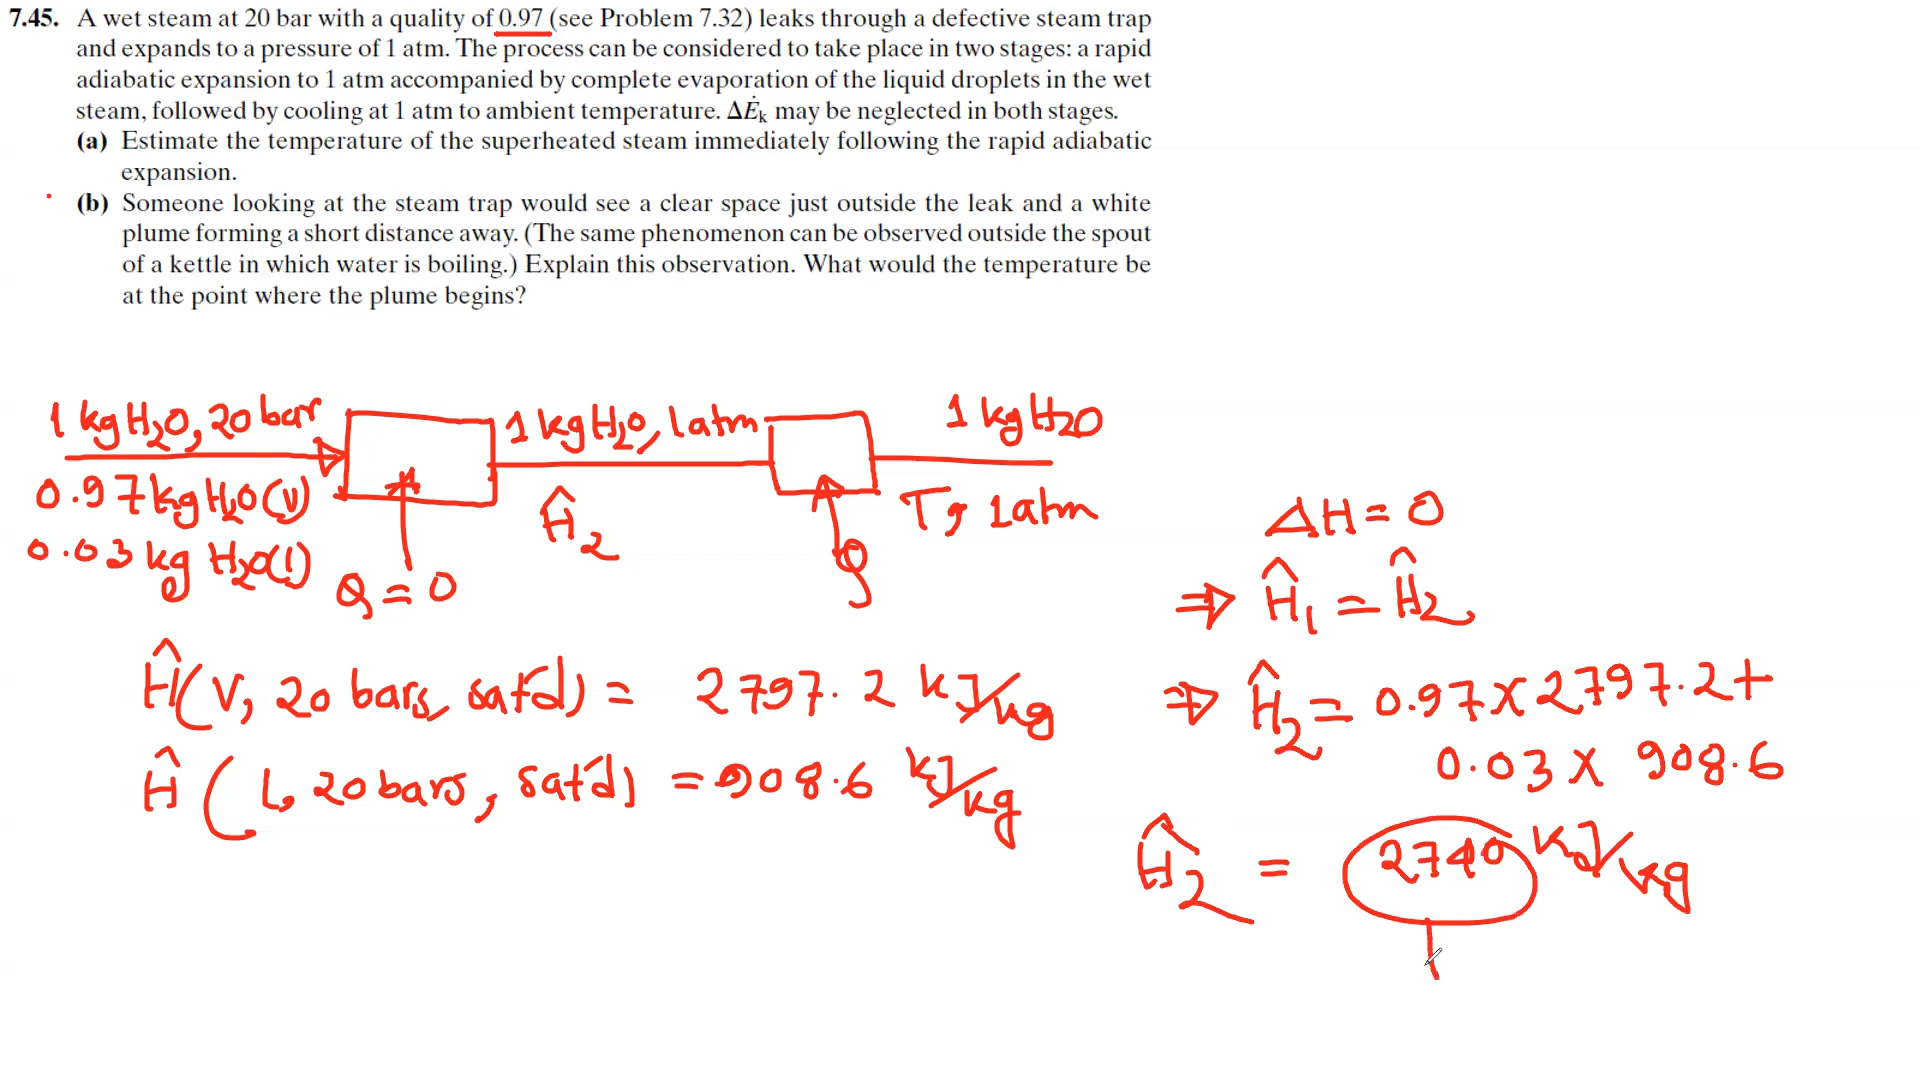 7.45. A wet steam at 20 bar with a quality of 0.97 (see Problem 7.32) leaks through a defective steam trap
and expands to a pressure of 1 atm. The process can be considered to take place in two stages: a rapid
adiabatic expansion to 1 atm accompanied by complete evaporation of the liquid droplets in the wet
steam, followed by cooling at 1 atm to ambient temperature. ΔĖk may be neglected in both stages.
(a) Estimate the temperature of the superheated steam immediately following the rapid adiabatic
expansion.
(b) Someone looking at the steam trap would see a clear space just outside the leak and a white
plume forming a short distance away. (The same phenomenon can be observed outside the spout
of a kettle in which water is boiling.) Explain this observation. What would the temperature be
at the point where the plume begins?
1 kg H2O, 20 bar
0.97 kg H2O(v)
0.03 kg H2O(l)
Q = 0
1 kg H2O, 1 atm
Ĥ2
Q
1 kg H2O
T, 1 atm
ΔH = 0
⇒ Ĥ1 = Ĥ2
Ĥ(V, 20 bars, sat'd) = 2797.2 kJ/kg
⇒ Ĥ2 = 0.97 × 2797.2 +
0.03 × 908.6
Ĥ(L, 20 bars, sat'd) = 908.6 kJ/kg
Ĥ2 = 2740 kJ/kg